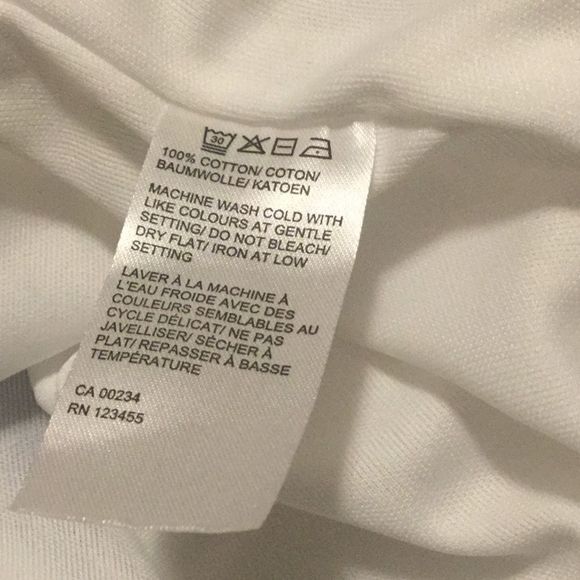 30
100% COTTON/ COTON/
BAUMWOLLE/ KATOEN
MACHINE WASH COLD WITH
LIKE COLOURS AT GENTLE
SETTING/ DO NOT BLEACH/
DRY FLAT/ IRON AT LOW
SETTING
LAVER À LA MACHINE À
L'EAU FROIDE AVEC DES
COULEURS SEMBLABLES AU
CYCLE DÉLICAT/ NE PAS
JAVELLISER/ SÉCHER À
PLAT/ REPASSER À BASSE
TEMPÉRATURE
CA 00234
RN 123455